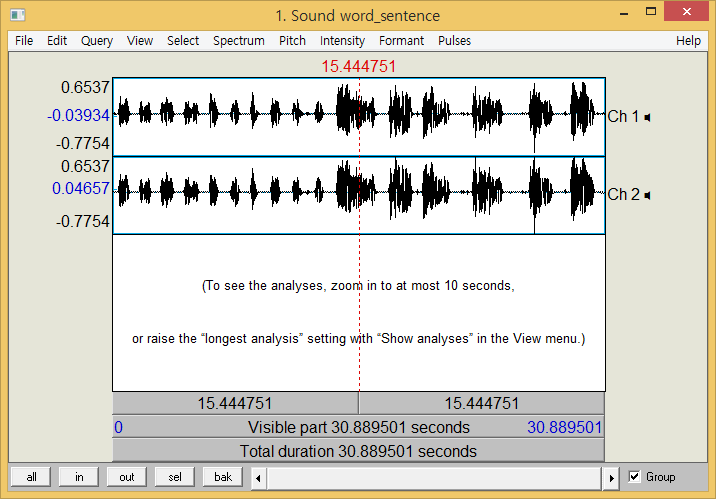 1. Sound word_sentence
File Edit Query View Select Spectrum Pitch Intensity Formant Pulses Help
15.444751
0.6537
-0.03934
-0.7754
Ch 1
0.6537
0.04657
-0.7754
Ch 2
(To see the analyses, zoom in to at most 10 seconds,
or raise the “longest analysis” setting with “Show analyses” in the View menu.)
15.444751 15.444751
0 Visible part 30.889501 seconds 30.889501
Total duration 30.889501 seconds
all in out sel bak Group